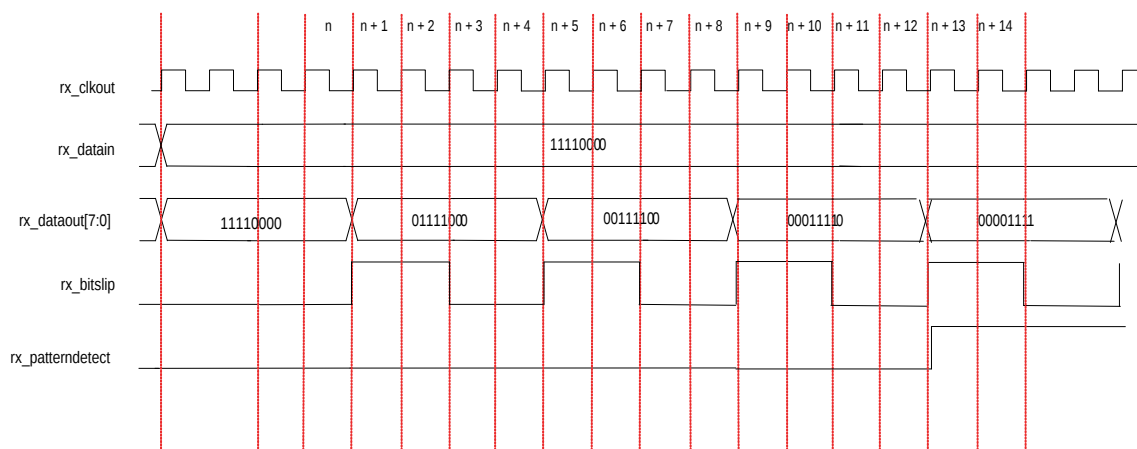 n n + 1 n + 2 n + 3 n + 4 n + 5 n + 6 n + 7 n + 8 n + 9 n + 10 n + 11 n + 12 n + 13 n + 14
rx_clkout
rx_datain 11110000
rx_dataout[7:0] 11110000 01111000 00111100 00011110 00001111
rx_bitslip
rx_patterndetect